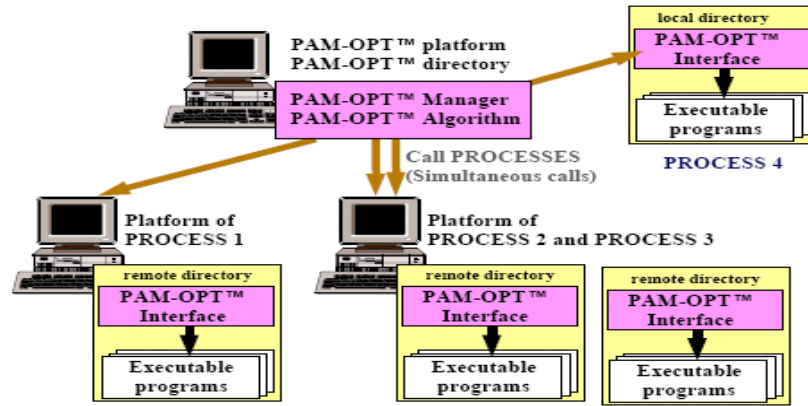 PAM-OPT™ platform
PAM-OPT™ directory
PAM-OPT™ Manager
PAM-OPT™ Algorithm
local directory
PAM-OPT™
Interface
Executable
programs
PROCESS 4
Call PROCESSES
(Simultaneous calls)
Platform of
PROCESS 1
remote directory
PAM-OPT™
Interface
Executable
programs
Platform of
PROCESS 2 and PROCESS 3
remote directory
PAM-OPT™
Interface
Executable
programs
remote directory
PAM-OPT™
Interface
Executable
programs